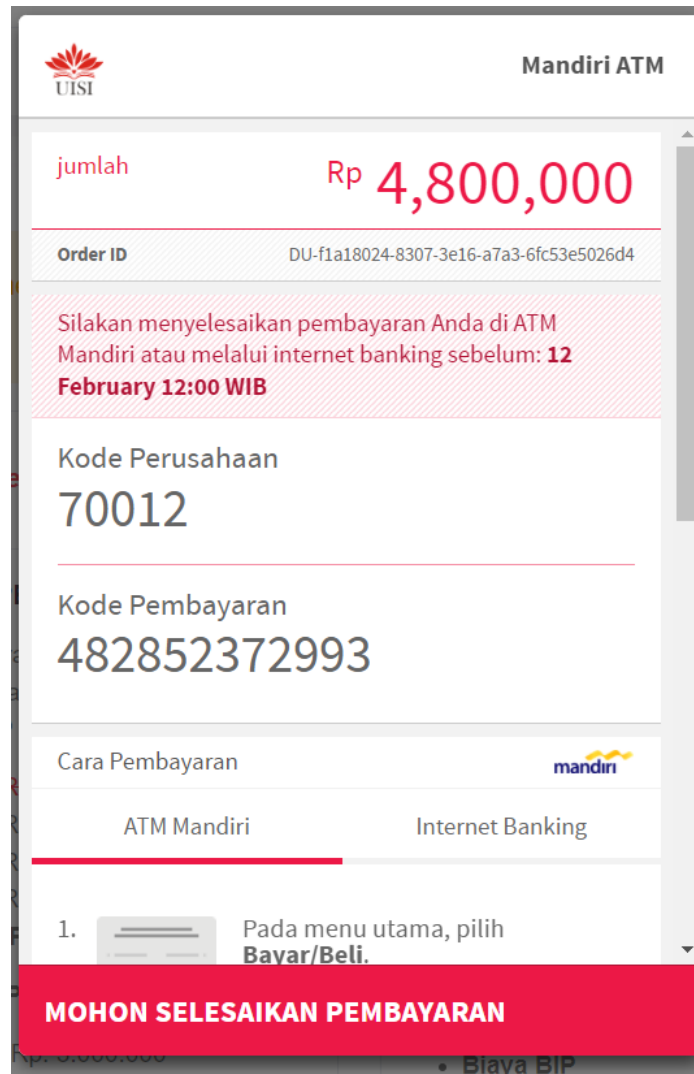 UISI
Mandiri ATM
jumlah
Rp 4,800,000
Order ID
DU-f1a18024-8307-3e16-a7a3-6fc53e5026d4
Silakan menyelesaikan pembayaran Anda di ATM
Mandiri atau melalui internet banking sebelum: 12
February 12:00 WIB
Kode Perusahaan
70012
Kode Pembayaran
482852372993
Cara Pembayaran
mandiri
ATM Mandiri
Internet Banking
1.
Pada menu utama, pilih
Bayar/Beli.
MOHON SELESAIKAN PEMBAYARAN
• Biaya BIP